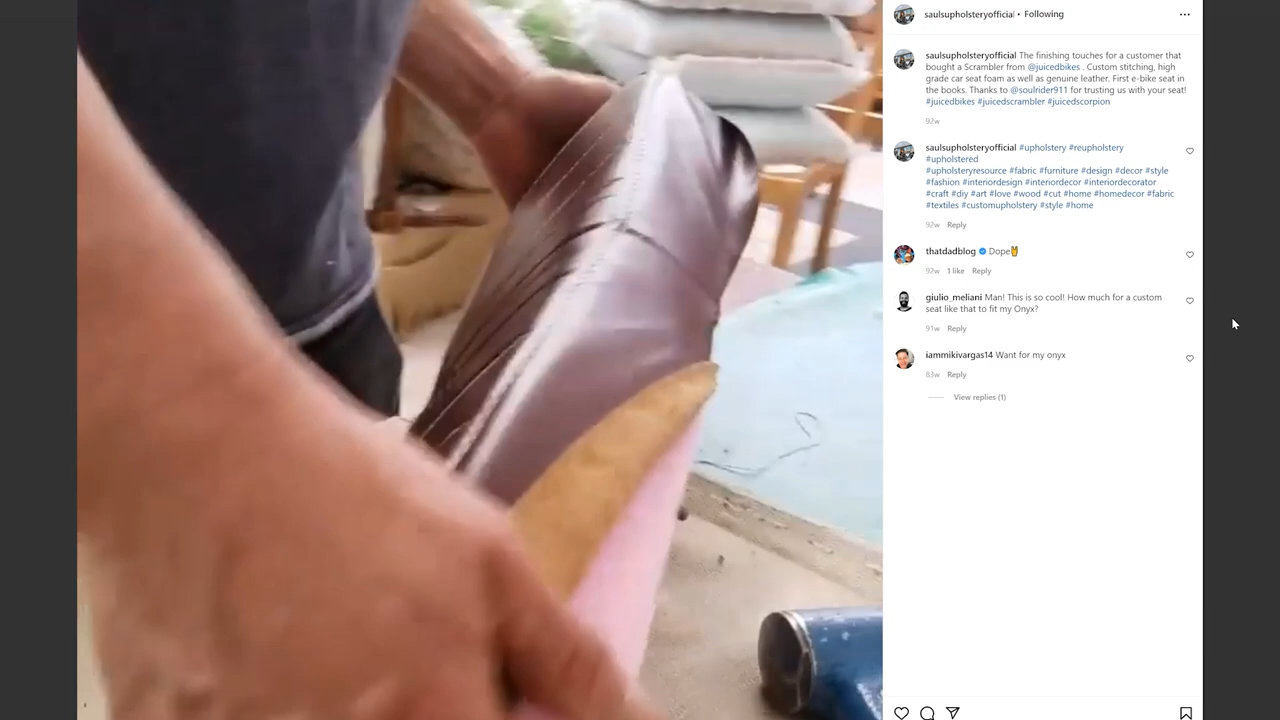 saulsupholsteryofficial • Following
saulsupholsteryofficial The finishing touches for a customer that
bought a Scrambler from @juicedbikes . Custom stitching, high
grade car seat foam as well as genuine leather. First e-bike seat in
the books. Thanks to @soulrider911 for trusting us with your seat!
#juicedbikes #juicedscrambler #juicedscorpion
92w
saulsupholsteryofficial #upholstery #reupholstery
#upholstered
#upholsteryresource #fabric #furniture #design #decor #style
#fashion #interiordesign #interiordecor #interiordecorator
#craft #diy #art #love #wood #cut #home #homedecor #fabric
#textiles #customupholstery #style #home
92w Reply
thatdadblog Dope🤘
92w 1 like Reply
giulio_meliani Man! This is so cool! How much for a custom
seat like that to fit my Onyx?
91w Reply
iammikivargas14 Want for my onyx
83w Reply
View replies (1)